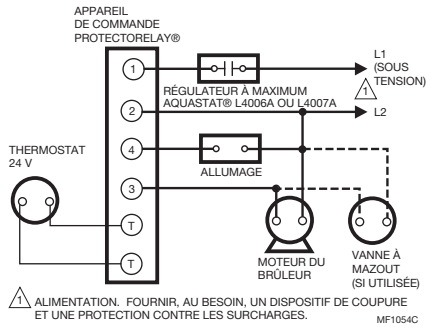 APPAREIL
DE COMMANDE
PROTECTORELAY®
1
L1
(SOUS
TENSION)
RÉGULATEUR À MAXIMUM
AQUASTAT® L4006A OU L4007A
1
2
L2
THERMOSTAT
24 V
4
ALLUMAGE
3
T
T
MOTEUR DU
BRÛLEUR
VANNE À
MAZOUT
(SI UTILISÉE)
1 ALIMENTATION. FOURNIR, AU BESOIN, UN DISPOSITIF DE COUPURE
ET UNE PROTECTION CONTRE LES SURCHARGES.
MF1054C